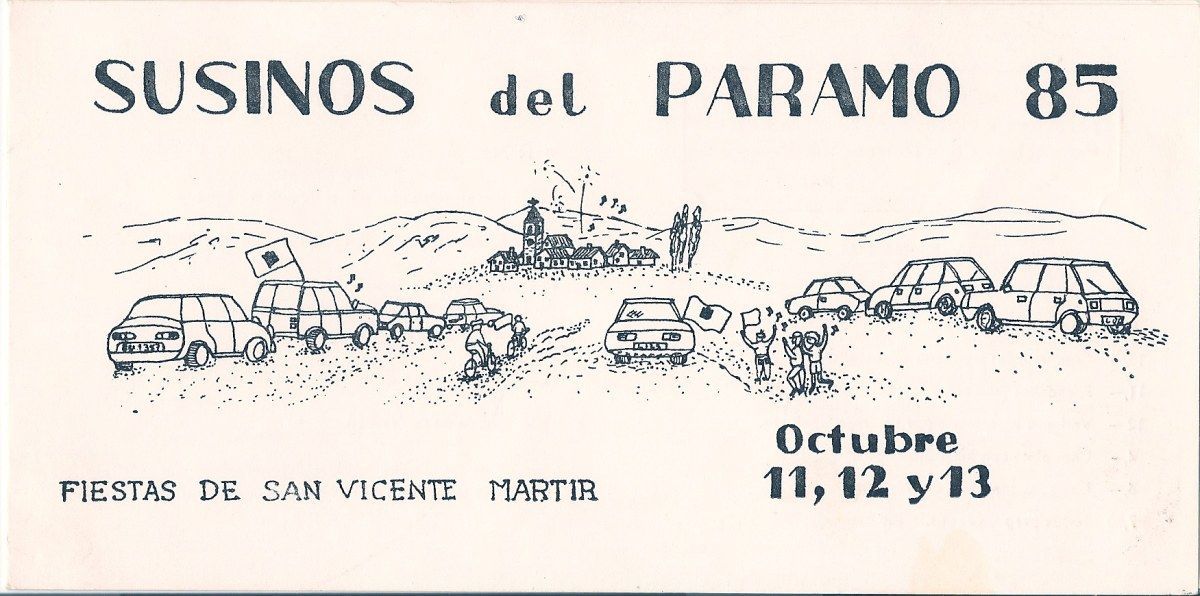 SUSINOS del PARAMO 85
Octubre
11, 12 y 13
FIESTAS DE SAN VICENTE MARTIR